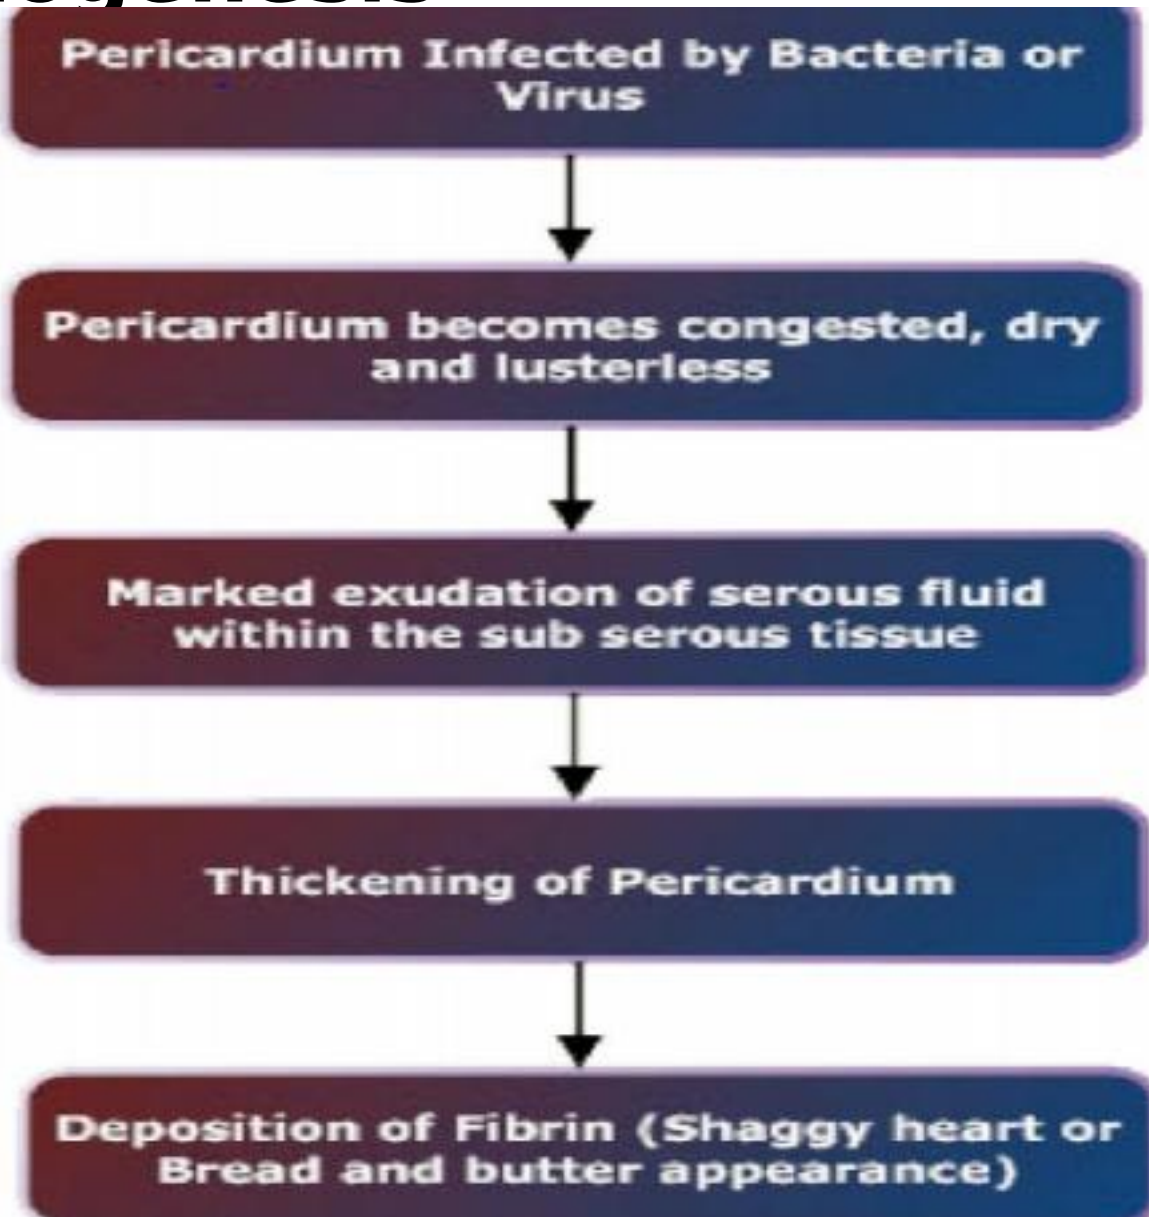 Pericardium Infected by Bacteria or
Virus
Pericardium becomes congested, dry
and lusterless
Marked exudation of serous fluid
within the sub serous tissue
Thickening of Pericardium
Deposition of Fibrin (Shaggy heart or
Bread and butter appearance)